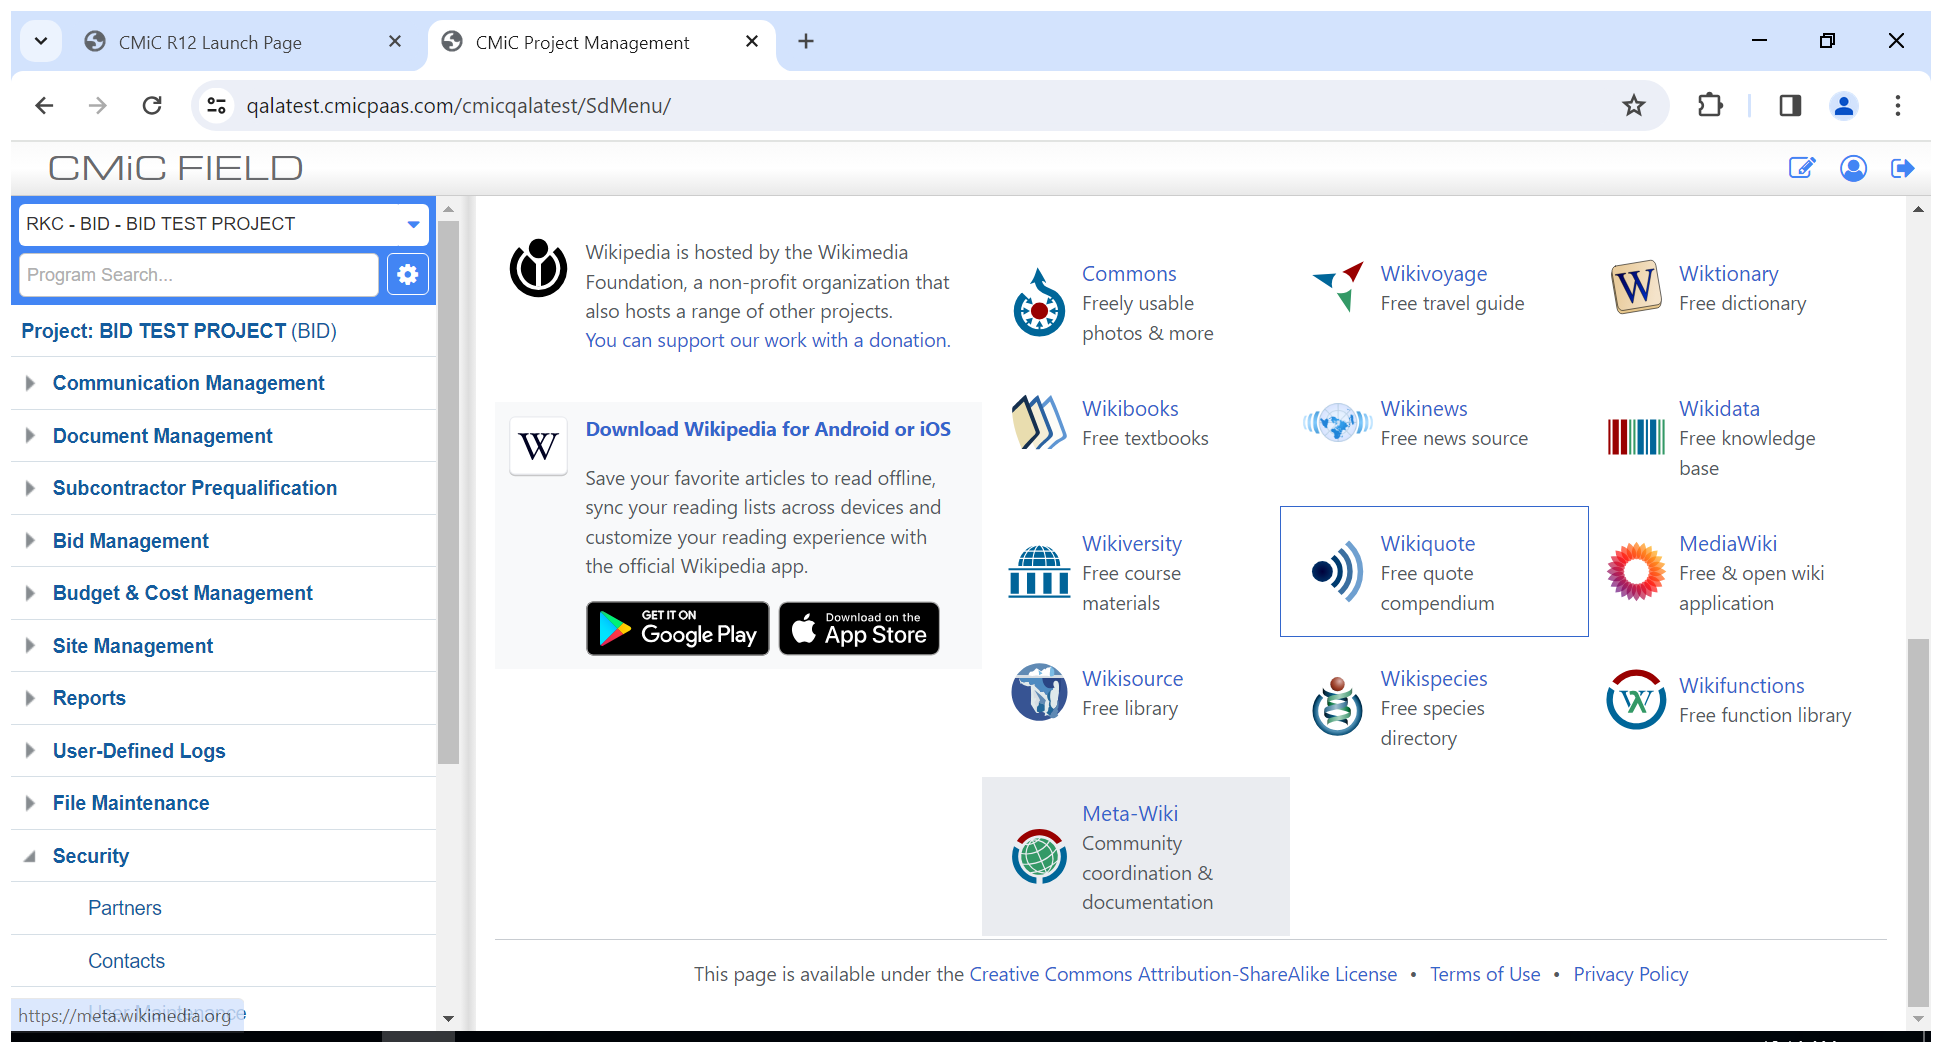 CMiC R12 Launch Page
CMiC Project Management
qalatest.cmicpaas.com/cmicqalatest/SdMenu/
CMiC FIELD
RKC - BID - BID TEST PROJECT
Program Search...
Project: BID TEST PROJECT (BID)
Communication Management
Document Management
Subcontractor Prequalification
Bid Management
Budget & Cost Management
Site Management
Reports
User-Defined Logs
File Maintenance
Security
Partners
Contacts
User Maintenance
https://meta.wikimedia.org
Wikipedia is hosted by the Wikimedia
Foundation, a non-profit organization that
also hosts a range of other projects.
You can support our work with a donation.
W
Download Wikipedia for Android or iOS
Save your favorite articles to read offline,
sync your reading lists across devices and
customize your reading experience with
the official Wikipedia app.
GET IT ON
Google Play
Download on the
App Store
Commons
Freely usable
photos & more
Wikivoyage
Free travel guide
W
Wiktionary
Free dictionary
Wikibooks
Free textbooks
Wikinews
Free news source
Wikidata
Free knowledge
base
Wikiversity
Free course
materials
Wikiquote
Free quote
compendium
MediaWiki
Free & open wiki
application
Wikisource
Free library
Wikispecies
Free species
directory
Wikifunctions
Free function library
Meta-Wiki
Community
coordination &
documentation
This page is available under the Creative Commons Attribution-ShareAlike License • Terms of Use • Privacy Policy